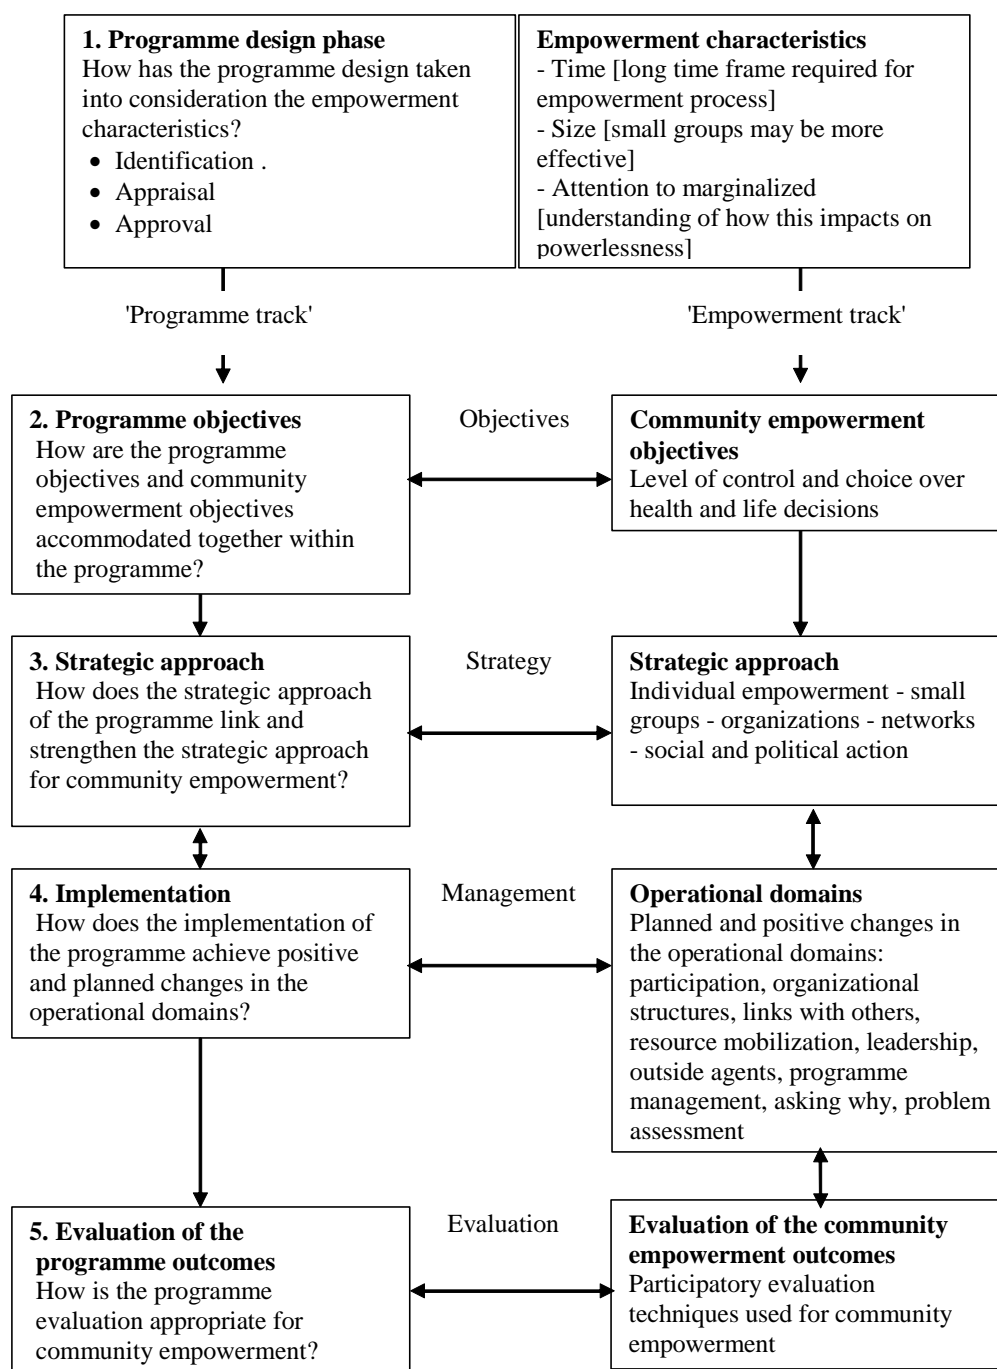 1. Programme design phase
How has the programme design taken
into consideration the empowerment
characteristics?
• Identification .
• Appraisal
• Approval
Empowerment characteristics
- Time [long time frame required for
empowerment process]
- Size [small groups may be more
effective]
- Attention to marginalized
[understanding of how this impacts on
powerlessness]
'Programme track'
'Empowerment track'
2. Programme objectives
How are the programme
objectives and community
empowerment objectives
accommodated together within
the programme?
Objectives
Community empowerment
objectives
Level of control and choice over
health and life decisions
3. Strategic approach
How does the strategic approach
of the programme link and
strengthen the strategic approach
for community empowerment?
Strategy
Strategic approach
Individual empowerment - small
groups - organizations - networks
- social and political action
4. Implementation
How does the implementation of
the programme achieve positive
and planned changes in the
operational domains?
Management
Operational domains
Planned and positive changes in
the operational domains:
participation, organizational
structures, links with others,
resource mobilization, leadership,
outside agents, programme
management, asking why, problem
assessment
5. Evaluation of the
programme outcomes
How is the programme
evaluation appropriate for
community empowerment?
Evaluation
Evaluation of the community
empowerment outcomes
Participatory evaluation
techniques used for community
empowerment